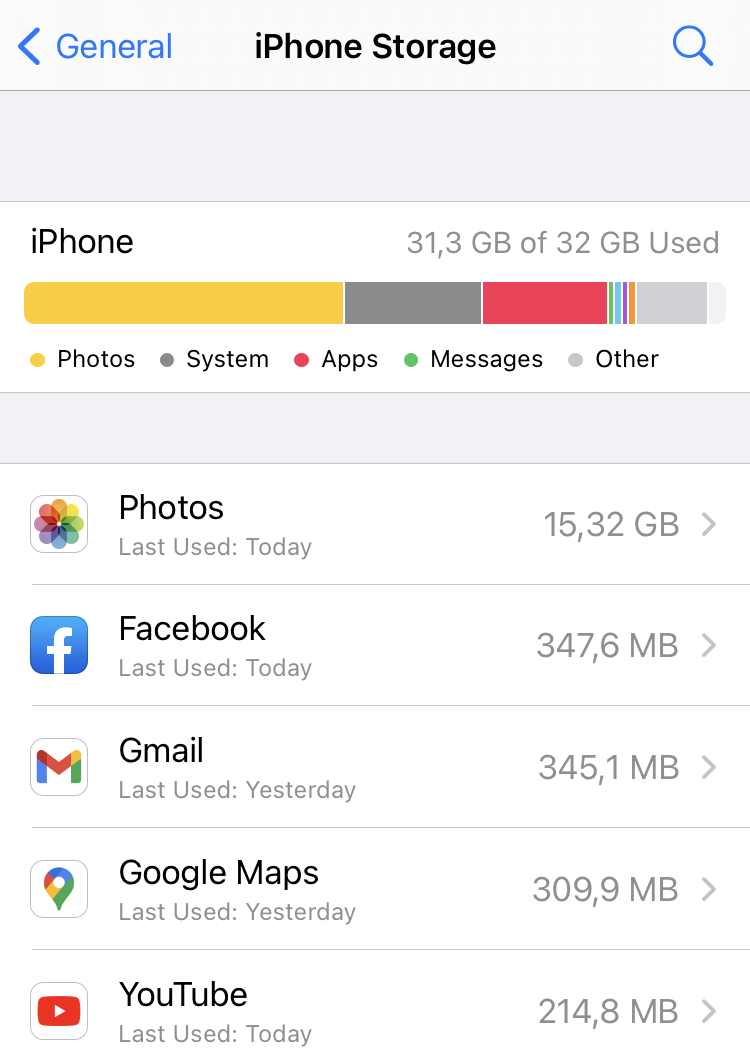 General iPhone Storage
iPhone 31,3 GB of 32 GB Used
Photos System Apps Messages Other
Photos
Last Used: Today
15,32 GB
Facebook
Last Used: Today
347,6 MB
Gmail
Last Used: Yesterday
345,1 MB
Google Maps
Last Used: Yesterday
309,9 MB
YouTube
Last Used: Today
214,8 MB